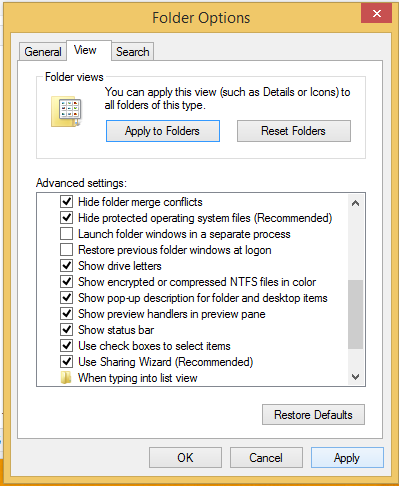 Folder Options
General
View
Search
Folder views
You can apply this view (such as Details or Icons) to
all folders of this type.
Apply to Folders
Reset Folders
Advanced settings:
Hide folder merge conflicts
Hide protected operating system files (Recommended)
Launch folder windows in a separate process
Restore previous folder windows at logon
Show drive letters
Show encrypted or compressed NTFS files in color
Show pop-up description for folder and desktop items
Show preview handlers in preview pane
Show status bar
Use check boxes to select items
Use Sharing Wizard (Recommended)
When typing into list view
Restore Defaults
OK
Cancel
Apply